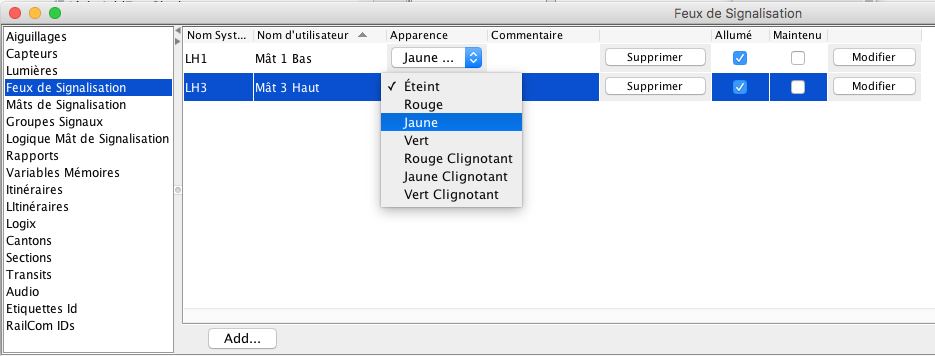 Feux de Signalisation
Aiguillages
Capteurs
Lumières
Feux de Signalisation
Mâts de Signalisation
Groupes Signaux
Logique Mât de Signalisation
Rapports
Variables Mémoires
Itinéraires
LItinéraires
Logix
Cantons
Sections
Transits
Audio
Etiquettes Id
RailCom IDs
Nom Syst... Nom d'utilisateur Apparence Commentaire Allumé Maintenu
LH1 Mât 1 Bas Jaune ... Supprimer Modifier
LH3 Mât 3 Haut Supprimer Modifier
✓ Éteint
Rouge
Jaune
Vert
Rouge Clignotant
Jaune Clignotant
Vert Clignotant
Add...